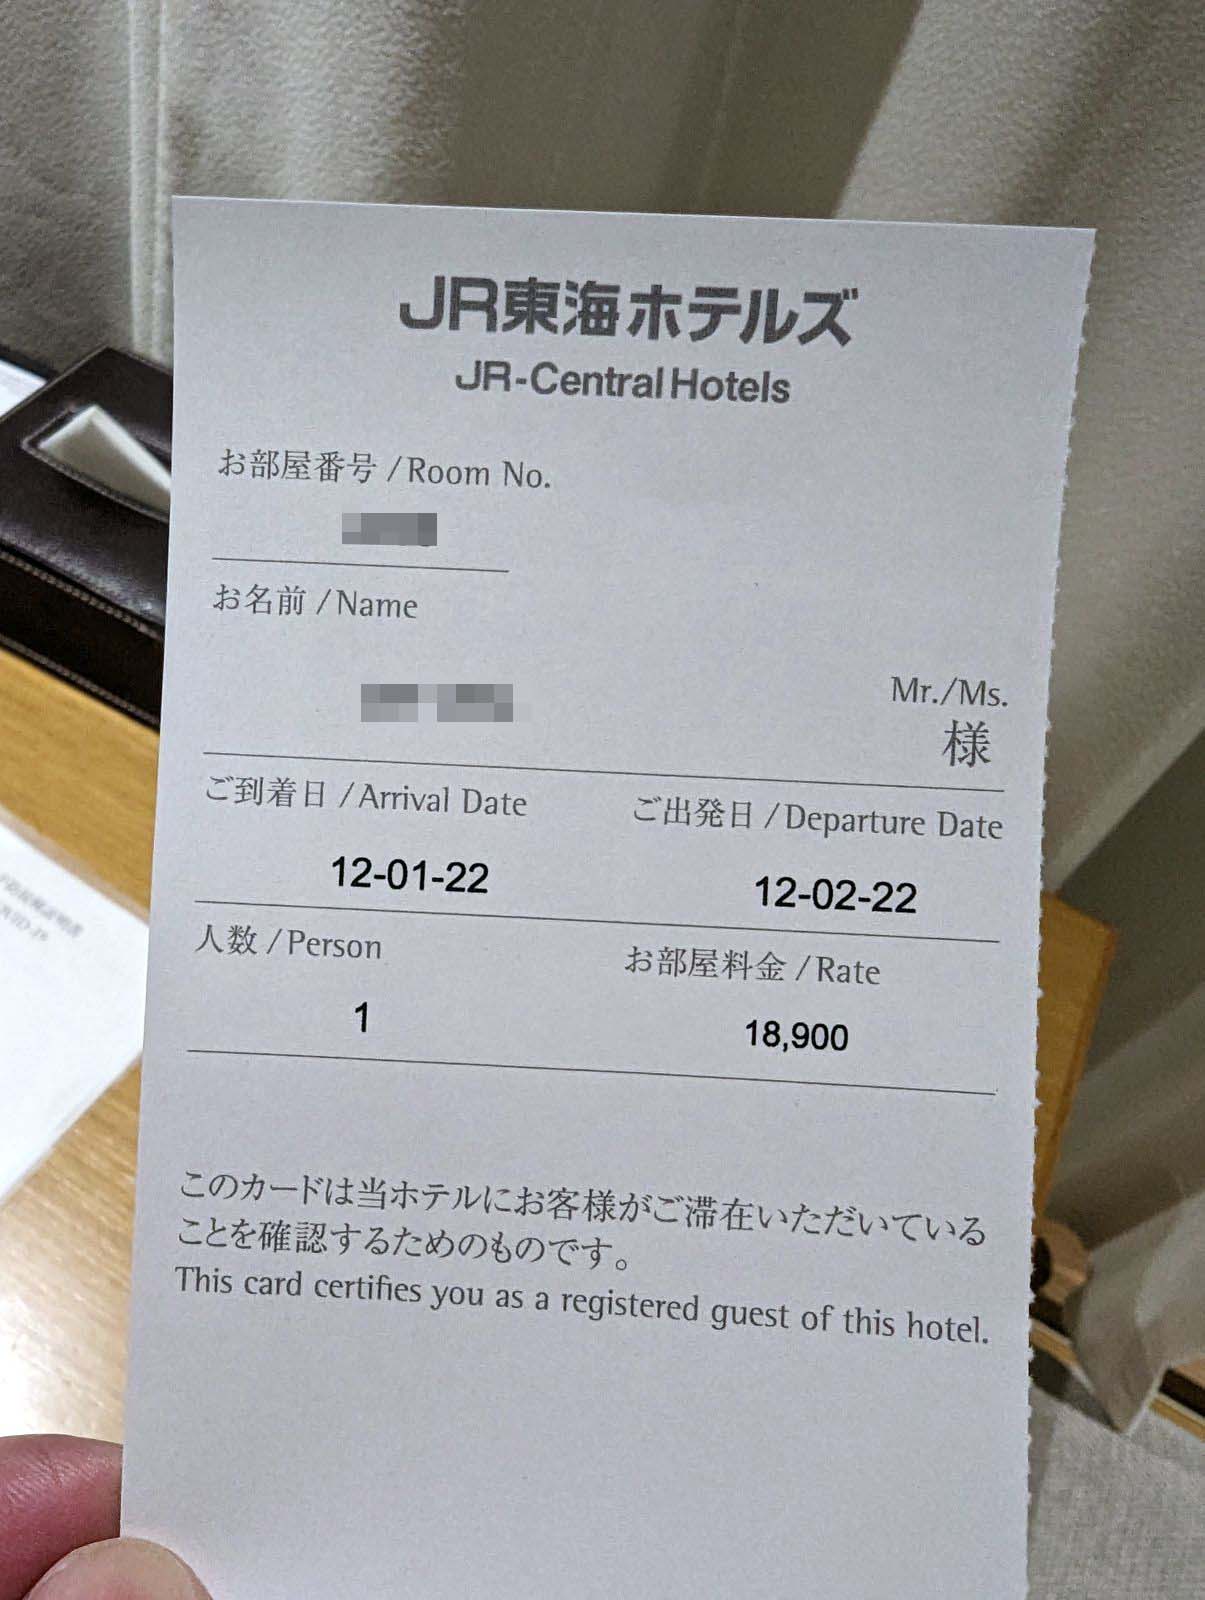 JR東海ホテルズ
JR-Central Hotels
お部屋番号 /Room No.
お名前 /Name
Mr./Ms.
様
ご到着日 /Arrival Date ご出発日 /Departure Date
12-01-22 12-02-22
人数 /Person お部屋料金 /Rate
1 18,900
このカードは当ホテルにお客様がご滞在いただいている
ことを確認するためのものです。
This card certifies you as a registered guest of this hotel.